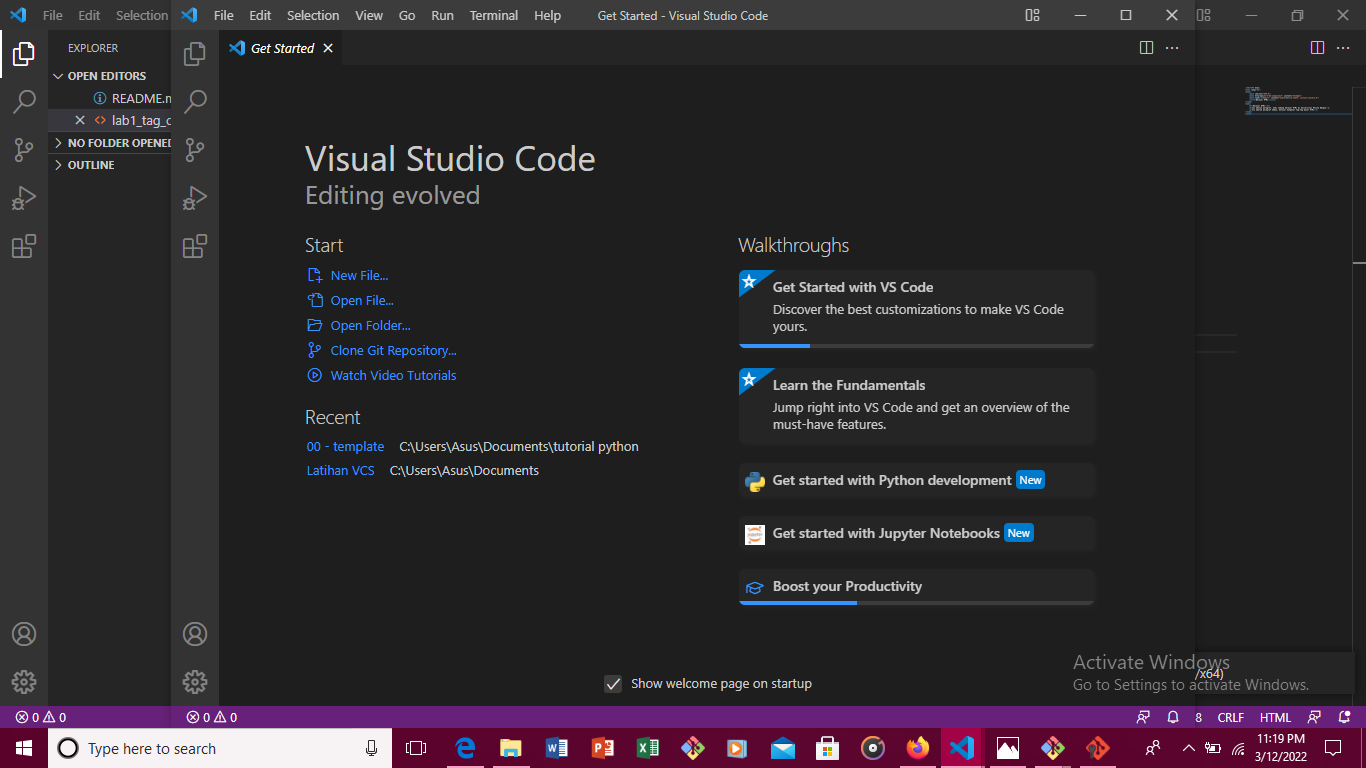 File Edit Selection
File Edit Selection View Go Run Terminal Help
Get Started - Visual Studio Code
EXPLORER
OPEN EDITORS
README.m
lab1_tag_c
NO FOLDER OPENED
OUTLINE
Get Started
Visual Studio Code
Editing evolved
Start
New File...
Open File...
Open Folder...
Clone Git Repository...
Watch Video Tutorials
Recent
00 - template C:\Users\Asus\Documents\tutorial python
Latihan VCS C:\Users\Asus\Documents
Walkthroughs
Get Started with VS Code
Discover the best customizations to make VS Code
yours.
Learn the Fundamentals
Jump right into VS Code and get an overview of the
must-have features.
Get started with Python development New
Get started with Jupyter Notebooks New
Boost your Productivity
Show welcome page on startup
Activate Windows
/x64)
Go to Settings to activate Windows.
0 0
0 0
8 CRLF HTML
Type here to search
11:19 PM
3/12/2022